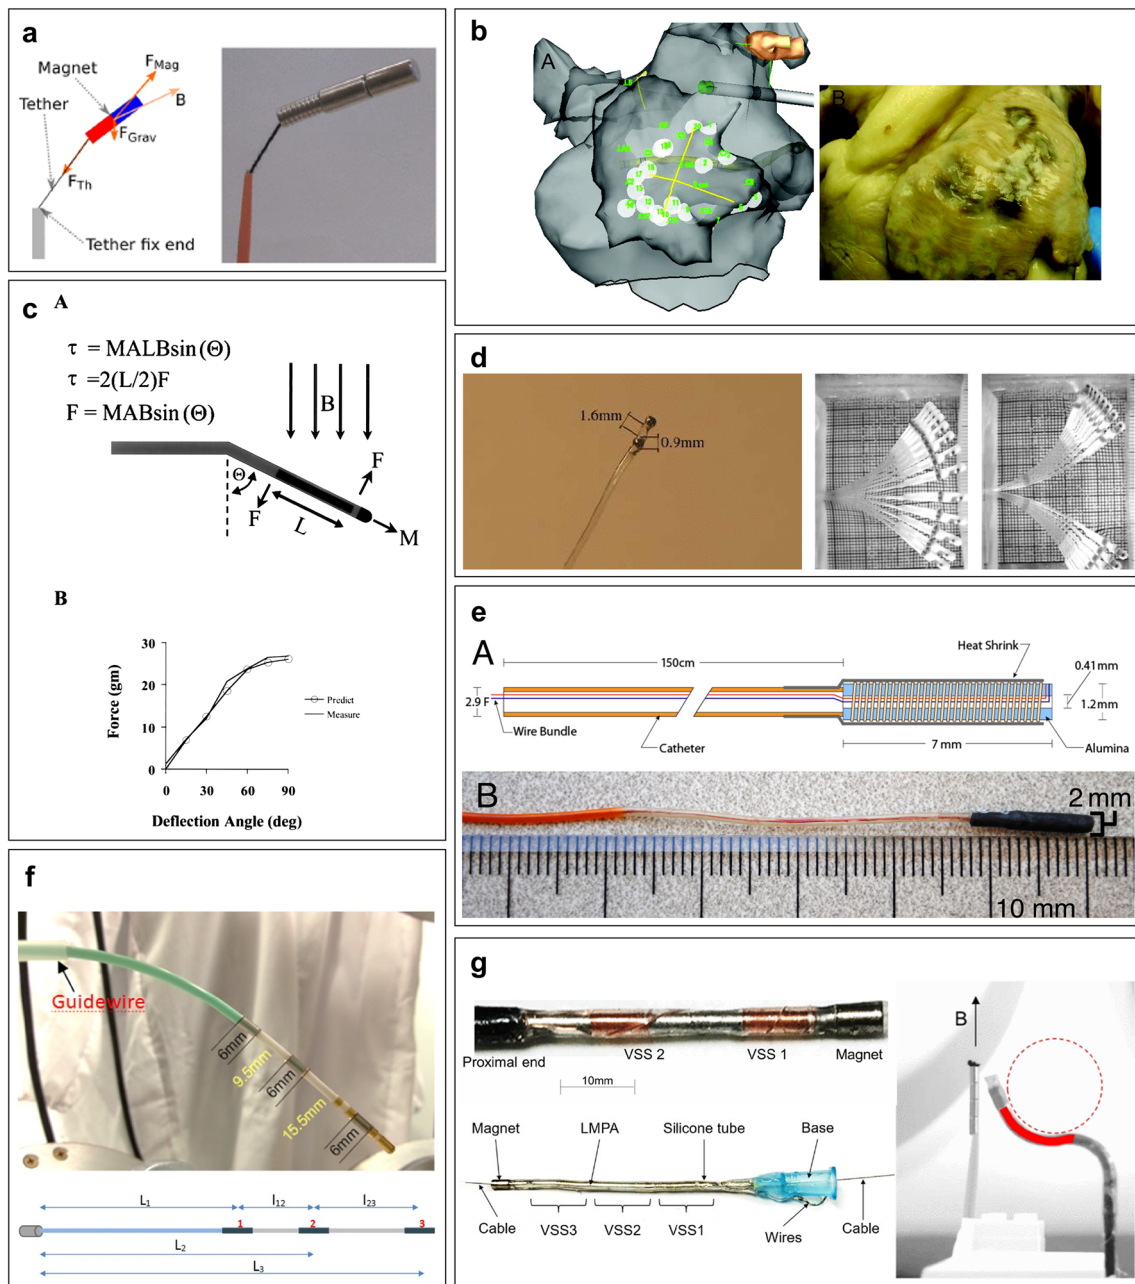 a
F_Mag
Magnet
B
Tether
F_Grav
F_Th
Tether fix end
b
A
B
c
A
τ = MALBsin(Θ)
τ =2(L/2)F
F = MABsin(Θ)
B
Θ
F
F
L
M
B
Force (gm)
30
20
10
0
0 15 30 45 60 75 90
Predict
Measure
Deflection Angle (deg)
d
1.6mm
0.9mm
e
A
Heat Shrink
150cm
0.41mm
2.9 F
1.2mm
Wire Bundle
Catheter
7 mm
Alumina
B
2 mm
10 mm
f
Guidewire
6mm
9.5mm
6mm
15.5mm
6mm
L1
l12
l23
1
2
3
L2
L3
g
B
Proximal end
VSS 2
VSS 1
Magnet
10mm
Magnet
LMPA
Silicone tube
Base
Cable
VSS3
VSS2
VSS1
Wires
Cable